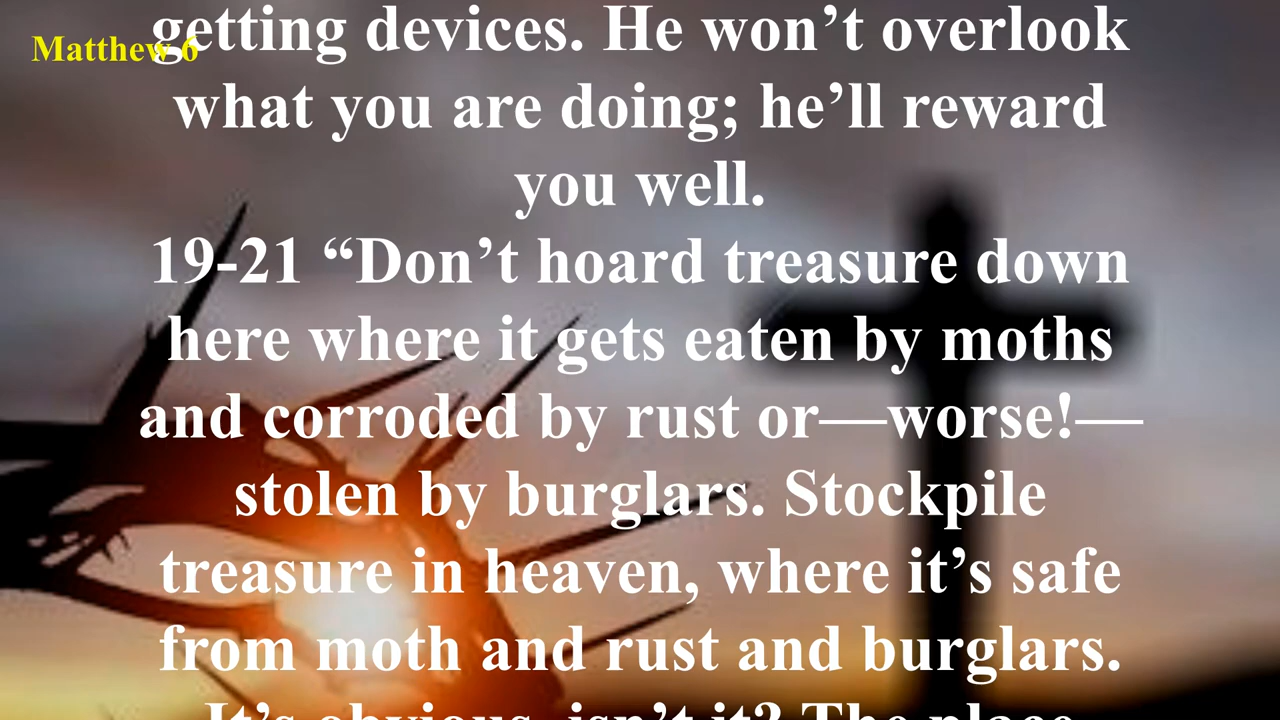 Matthew 6
getting devices. He won’t overlook
what you are doing; he’ll reward
you well.
19-21 “Don’t hoard treasure down
here where it gets eaten by moths
and corroded by rust or—worse!—
stolen by burglars. Stockpile
treasure in heaven, where it’s safe
from moth and rust and burglars.
It’s obvious, isn’t it? The place